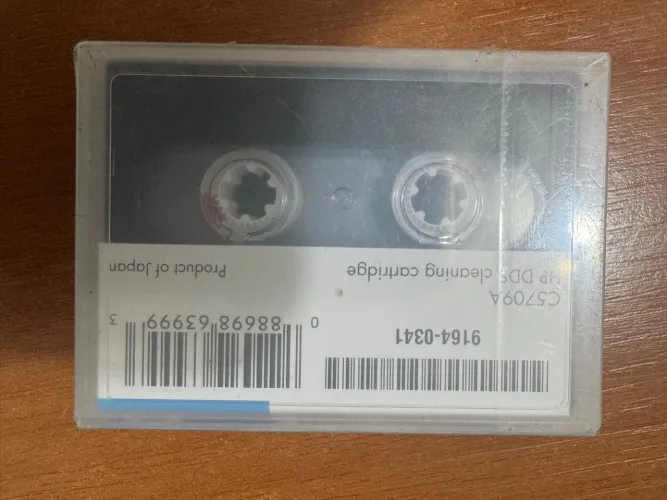 9164-0341
0 88698 63999 3
C5709A
HP DDS cleaning cartridge
Product of Japan